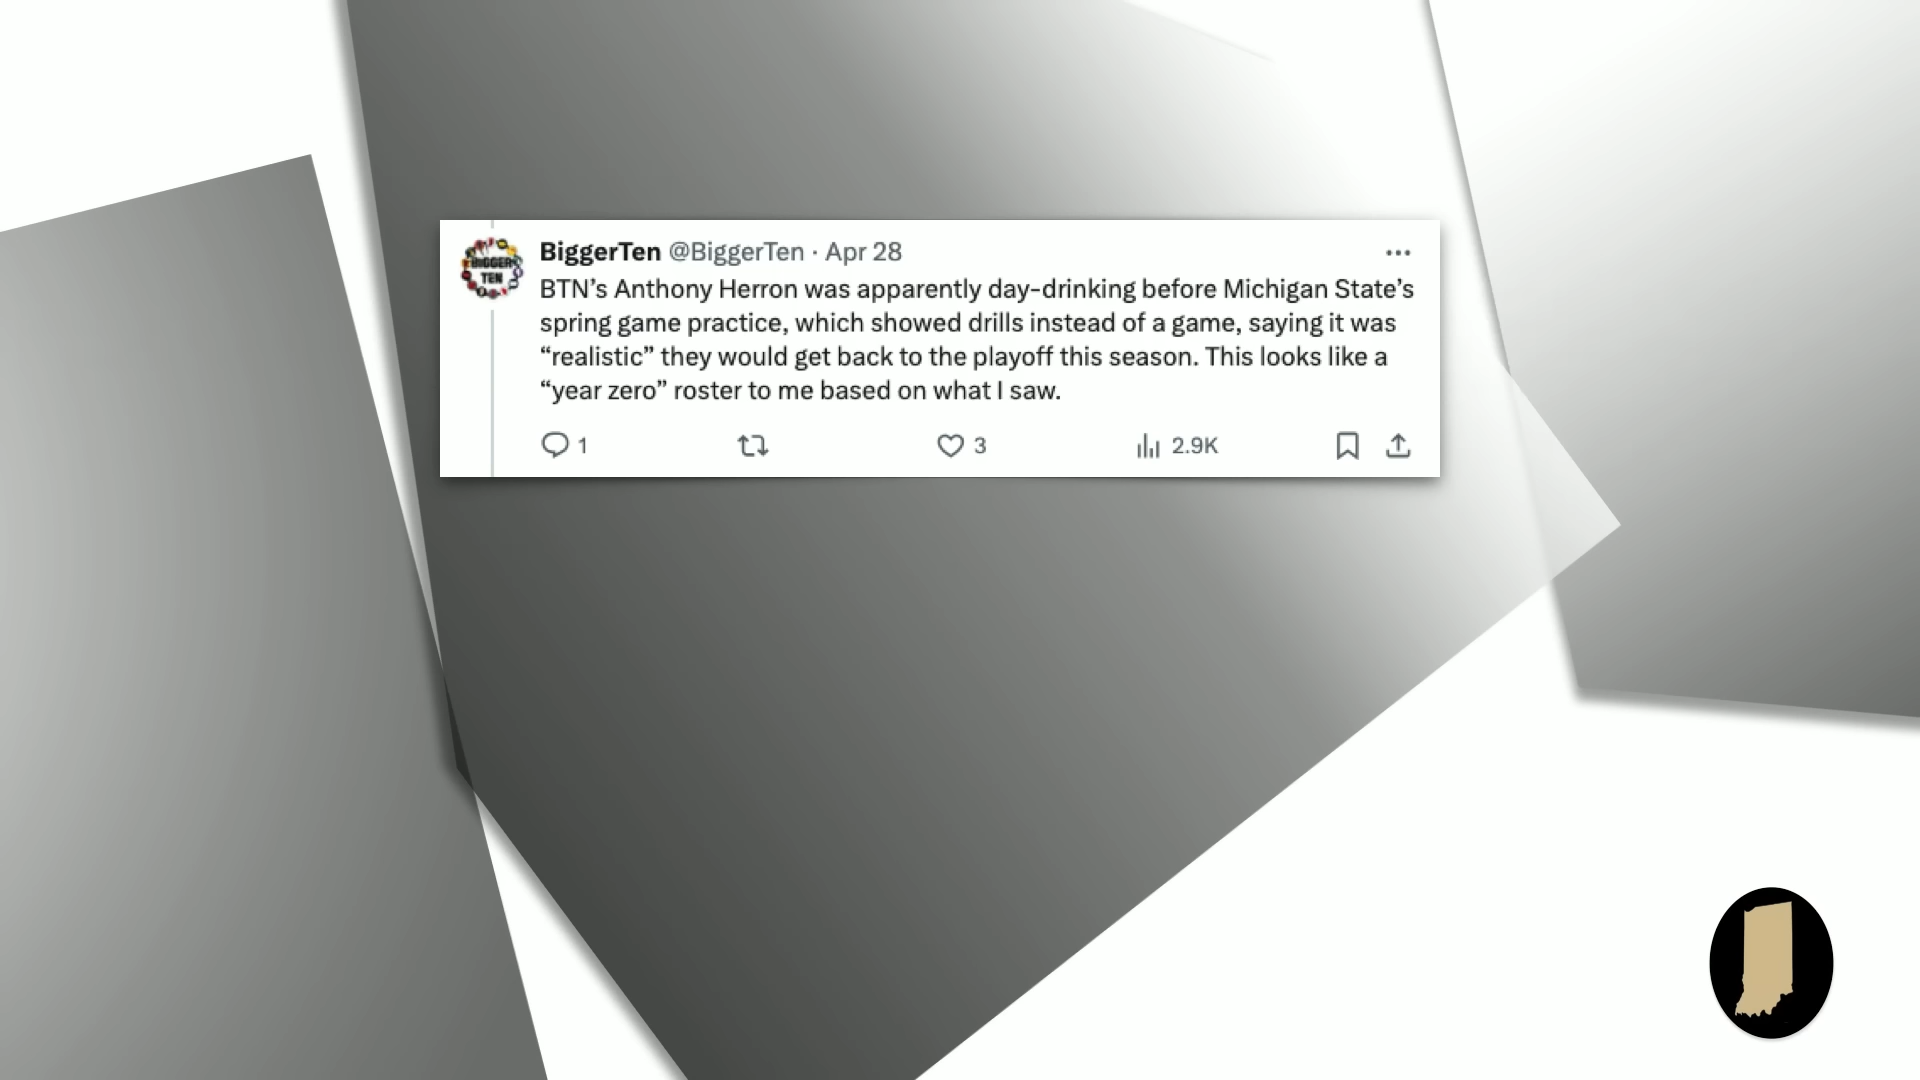 BIGGER
TEN
BiggerTen @BiggerTen · Apr 28
BTN’s Anthony Herron was apparently day-drinking before Michigan State’s
spring game practice, which showed drills instead of a game, saying it was
“realistic” they would get back to the playoff this season. This looks like a
“year zero” roster to me based on what I saw.
1
3
2.9K